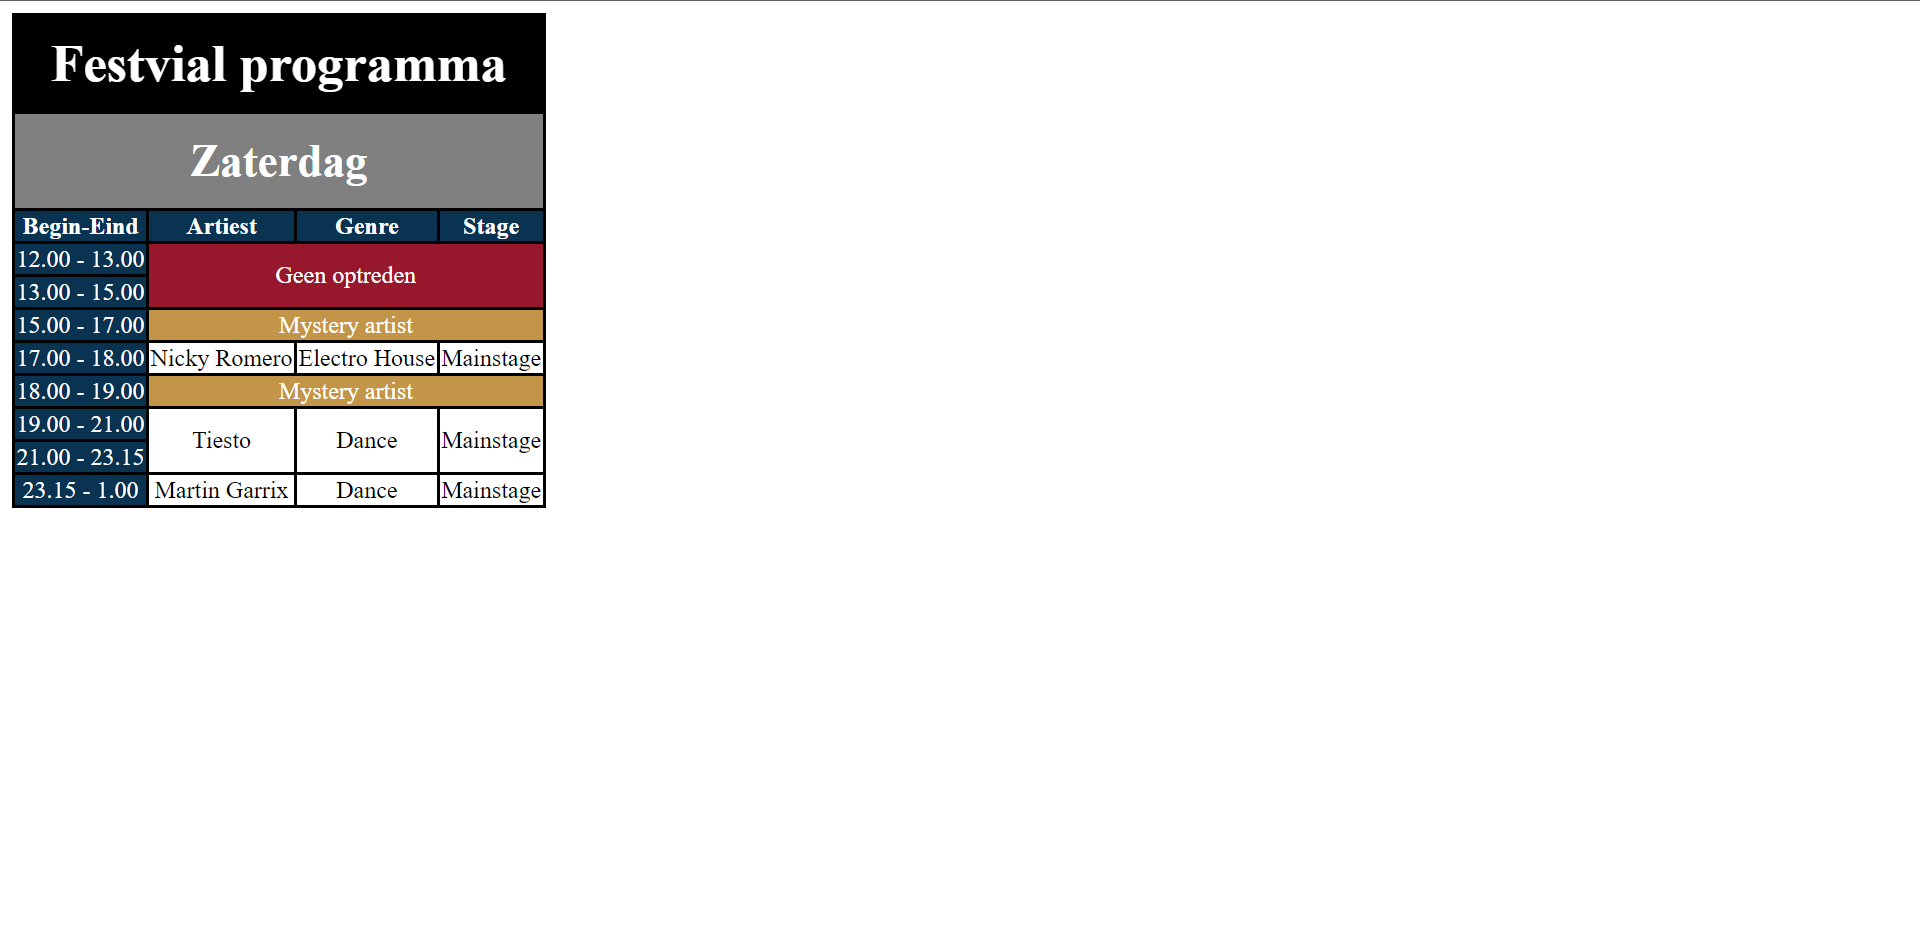 Festvial programma
Zaterdag
Begin-Eind Artiest Genre Stage
12.00 - 13.00
Geen optreden
13.00 - 15.00
15.00 - 17.00 Mystery artist
17.00 - 18.00 Nicky Romero Electro House Mainstage
18.00 - 19.00 Mystery artist
19.00 - 21.00
Tiesto Dance Mainstage
21.00 - 23.15
23.15 - 1.00 Martin Garrix Dance Mainstage